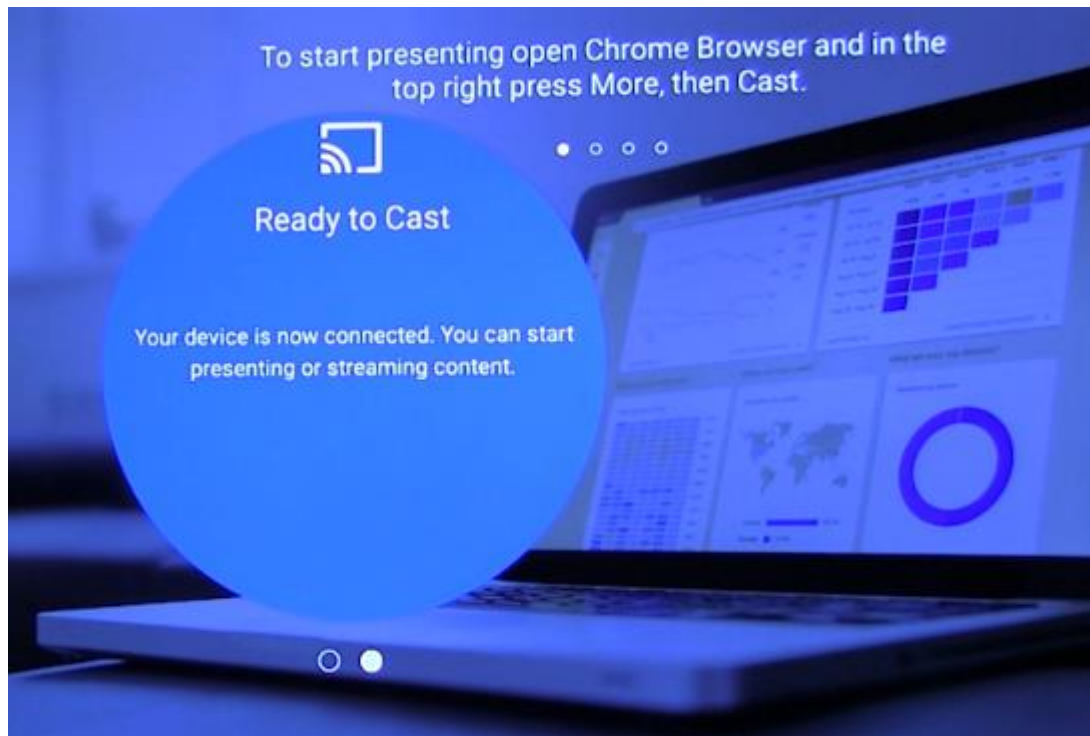 To start presenting open Chrome Browser and in the
top right press More, then Cast.
Ready to Cast
Your device is now connected. You can start
presenting or streaming content.